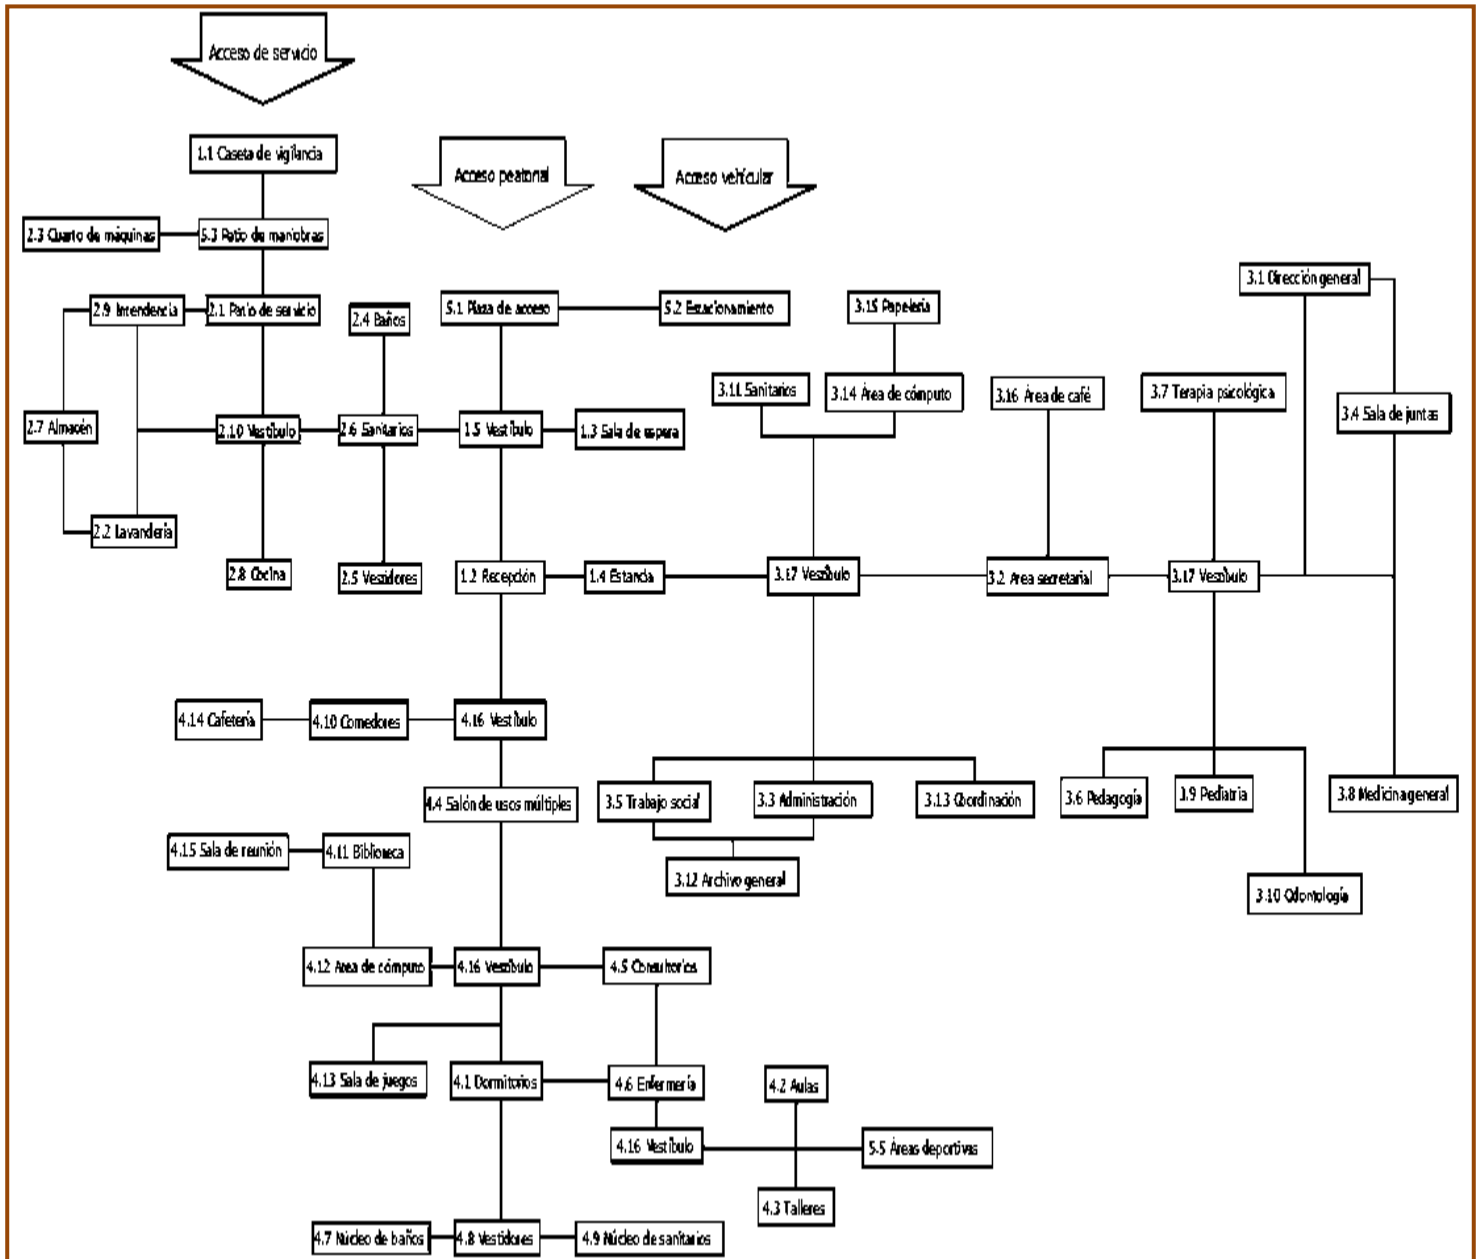 Acceso de servicio
1.1 Caseta de vigilancia
Acceso peatonal
Acceso vehícular
2.3 Cuarto de máquinas
5.3 Patio de maniobras
3.1 Dirección general
2.9 Intendencia
2.1 Patio de servicio
2.4 Baños
5.1 Plaza de acceso
5.2 Estacionamiento
3.15 Papelería
3.11 Sanitarios
3.14 Área de cómputo
3.16 Área de café
3.7 Terapia psicológica
3.4 Sala de juntas
2.7 Almacén
2.10 Vestíbulo
2.6 Sanitarios
1.5 Vestíbulo
1.3 Sala de espera
2.2 Lavandería
2.8 Cocina
2.5 Vestidores
1.2 Recepción
1.4 Estancia
3.17 Vestíbulo
3.2 Area secretarial
3.17 Vestíbulo
4.14 Cafetería
4.10 Comedores
4.16 Vestíbulo
4.4 Salón de usos múltiples
3.5 Trabajo social
3.3 Administración
3.13 Coordinación
3.6 Pedagogía
3.9 Pediatria
3.8 Medicina general
4.15 Sala de reunión
4.11 Biblioteca
3.12 Archivo general
3.10 Odontología
4.12 Area de cómputo
4.16 Vestíbulo
4.5 Consultorios
4.13 Sala de juegos
4.1 Dormitorios
4.6 Enfermería
4.2 Aulas
4.16 Vestíbulo
5.5 Áreas deportivas
4.3 Talleres
4.7 Núcleo de baños
4.8 Vestidores
4.9 Núcleo de sanitarios